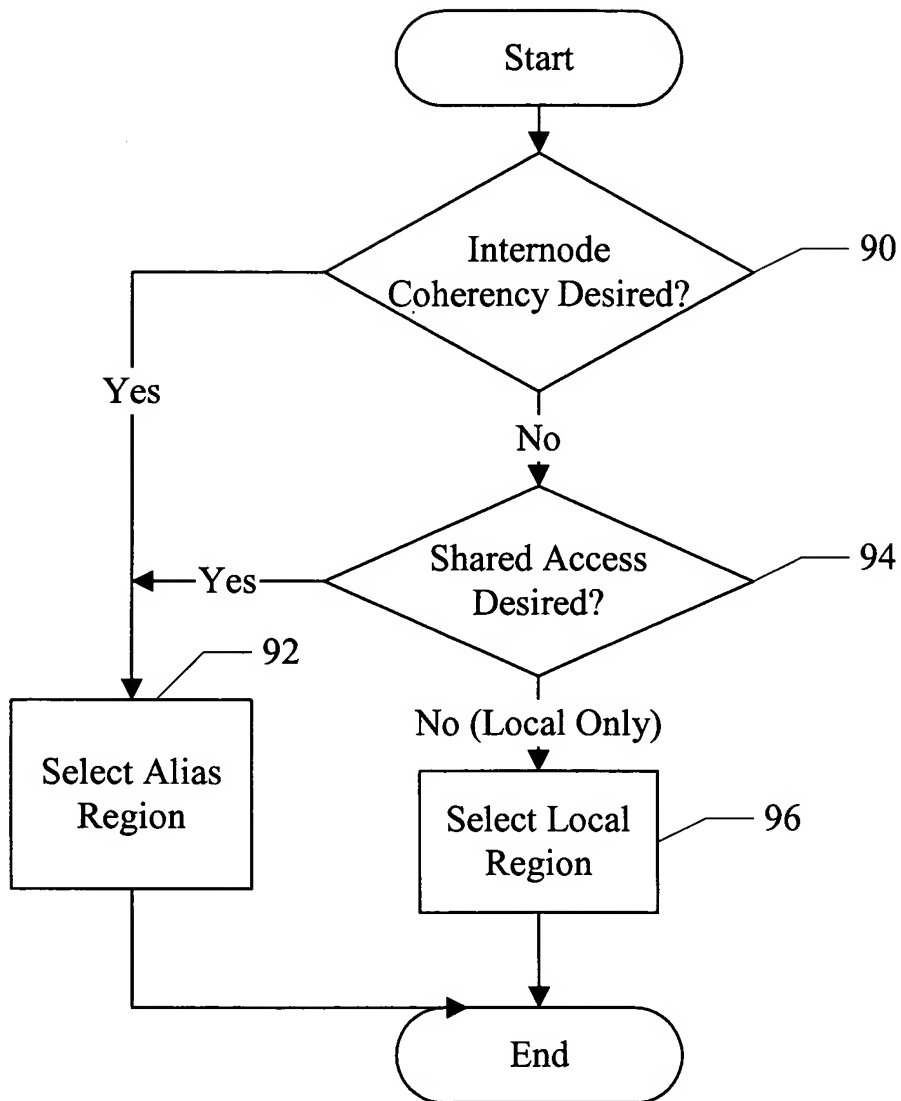 Start
Internode
Coherency Desired?
90
Yes
No
Shared Access
Desired?
94
Yes
92
No (Local Only)
Select Alias
Region
Select Local
Region
96
End